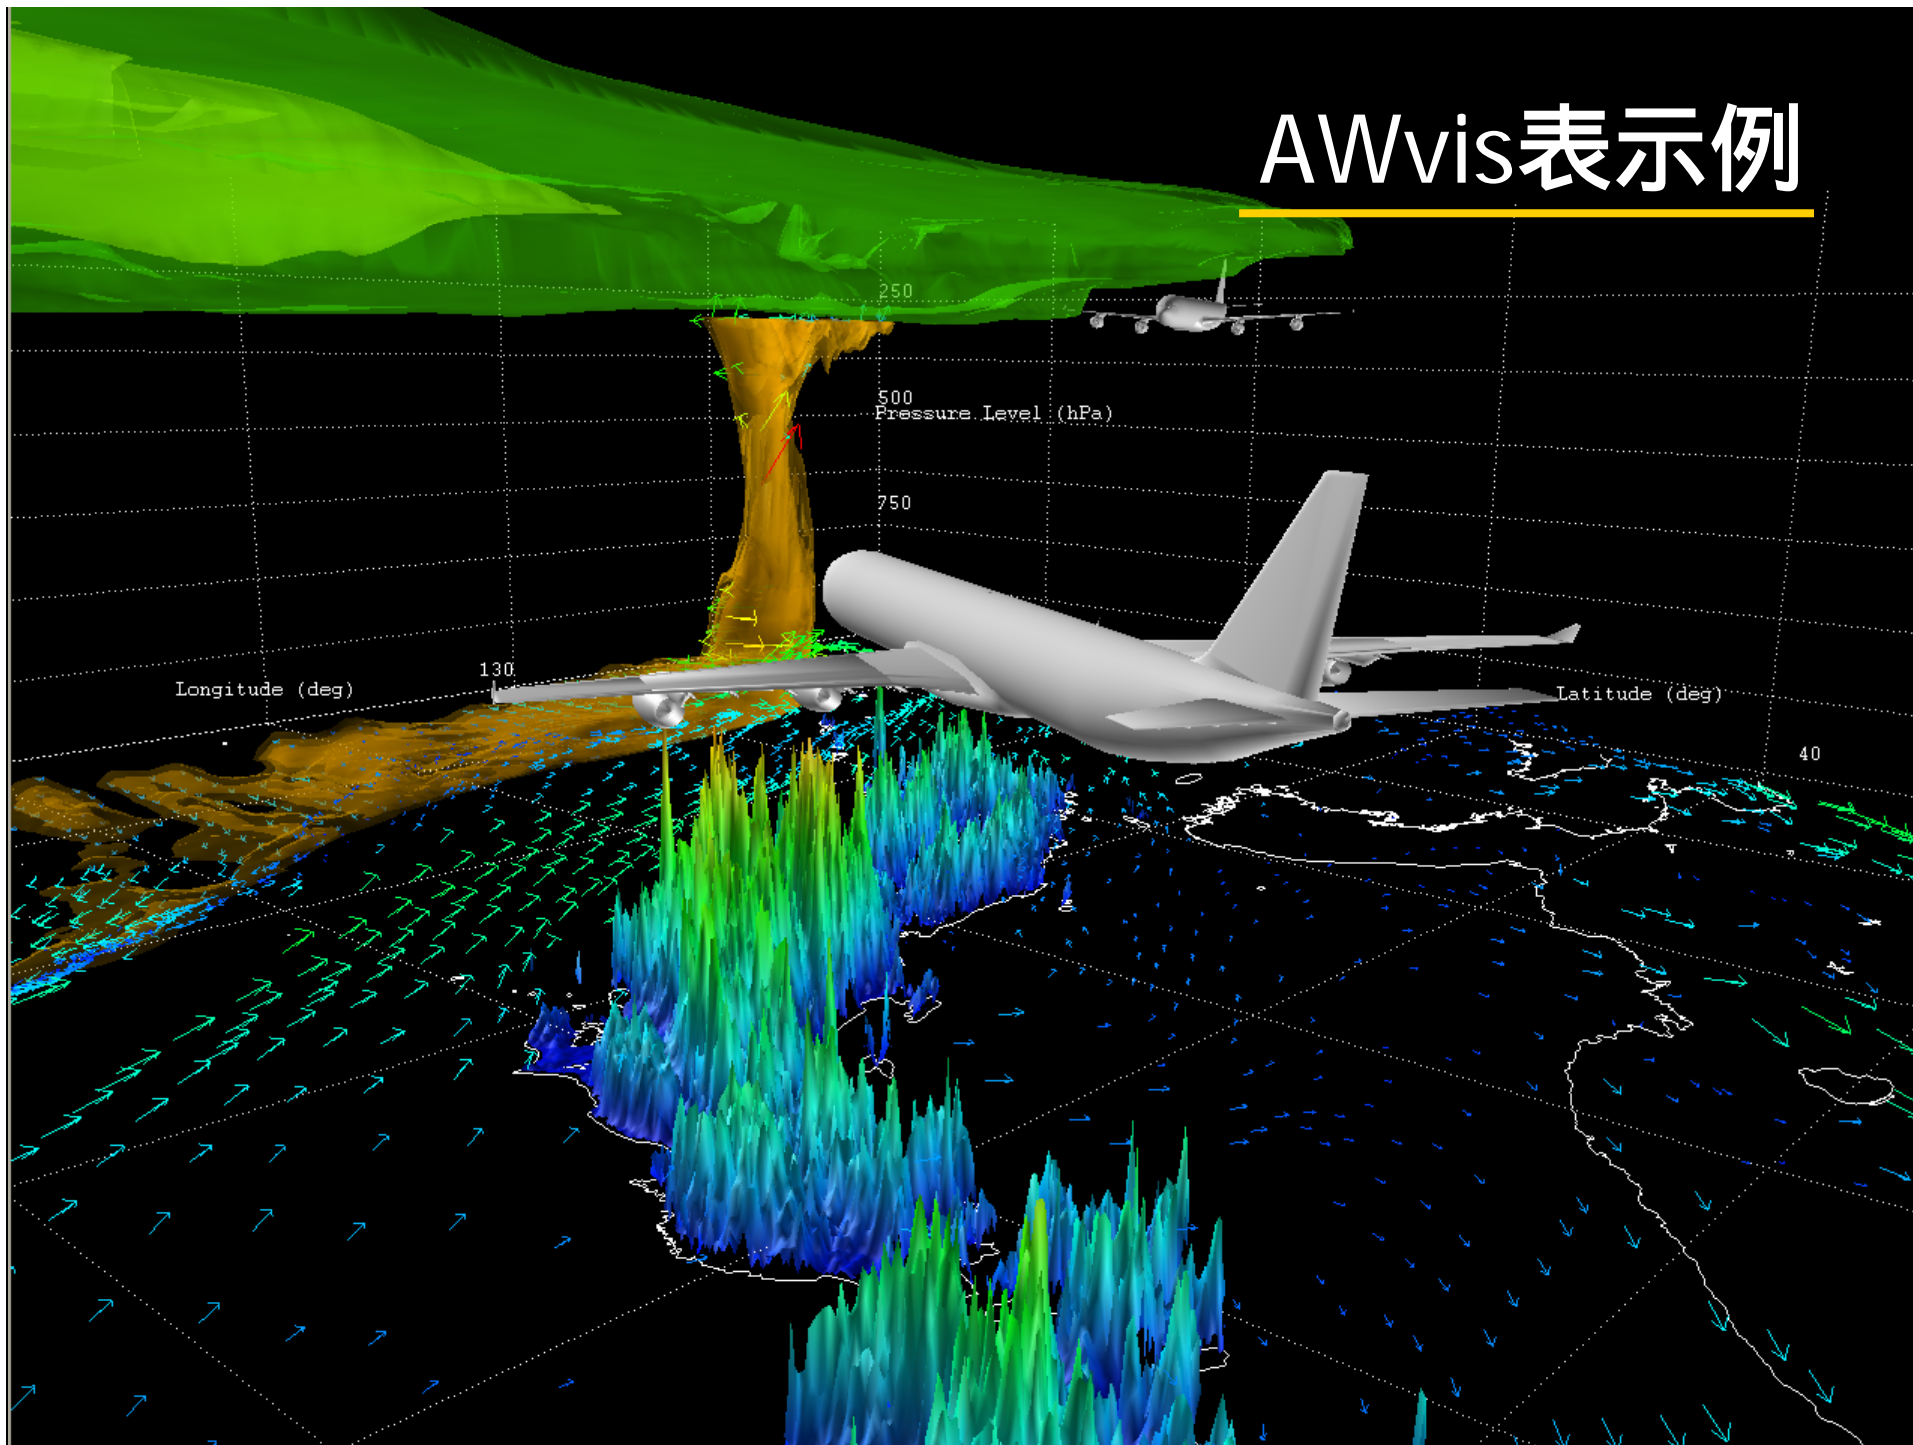 AWvis表示例
250
500
Pressure Level (hPa)
750
130
Longitude (deg)
Latitude (deg)
40